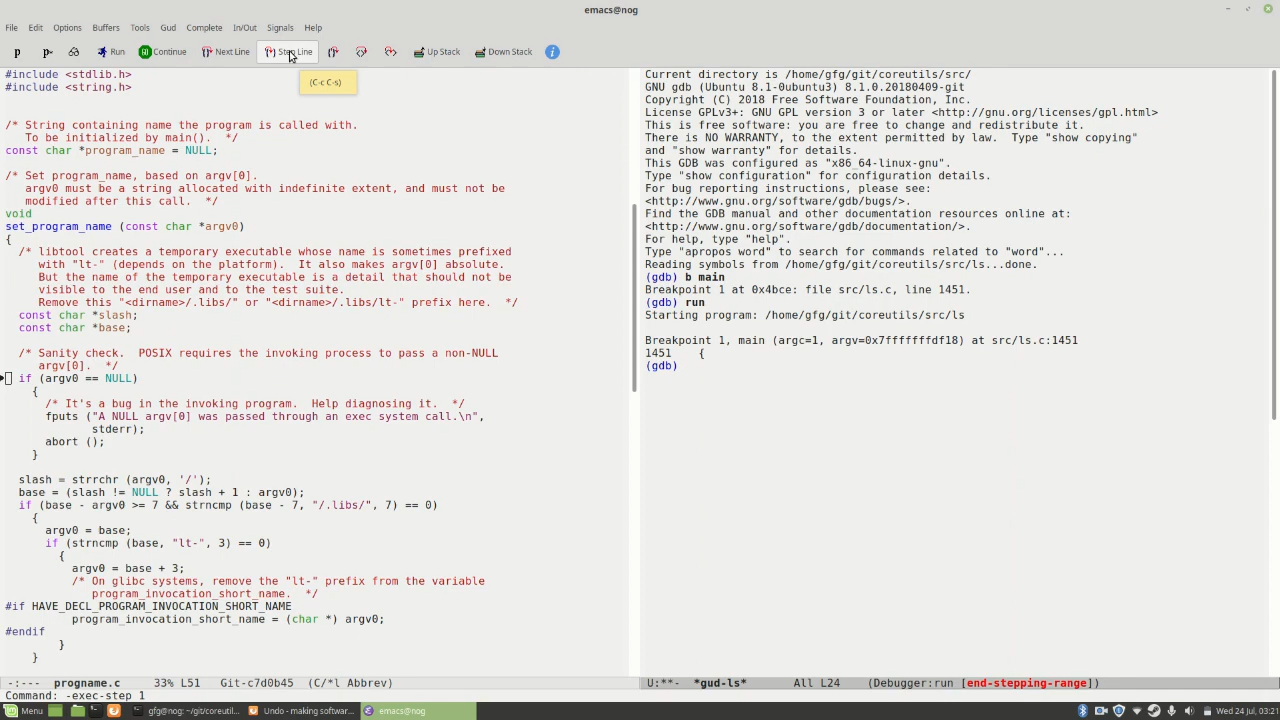 emacs@nog
File Edit Options Buffers Tools Gud Complete In/Out Signals Help
p p* Run GO Continue Next Line Step Line Up Stack Down Stack
(C-c C-s)
#include <stdlib.h>
#include <string.h>
/* String containing name the program is called with.
To be initialized by main(). */
const char *program_name = NULL;
/* Set program_name, based on argv[0].
argv0 must be a string allocated with indefinite extent, and must not be
modified after this call. */
void
set_program_name (const char *argv0)
{
/* libtool creates a temporary executable whose name is sometimes prefixed
with "lt-" (depends on the platform). It also makes argv[0] absolute.
But the name of the temporary executable is a detail that should not be
visible to the end user and to the test suite.
Remove this "<dirname>/.libs/" or "<dirname>/.libs/lt-" prefix here. */
const char *slash;
const char *base;
/* Sanity check. POSIX requires the invoking process to pass a non-NULL
argv[0]. */
if (argv0 == NULL)
{
/* It's a bug in the invoking program. Help diagnosing it. */
fputs ("A NULL argv[0] was passed through an exec system call.\n",
stderr);
abort ();
}
slash = strrchr (argv0, '/');
base = (slash != NULL ? slash + 1 : argv0);
if (base - argv0 >= 7 && strncmp (base - 7, "/.libs/", 7) == 0)
{
argv0 = base;
if (strncmp (base, "lt-", 3) == 0)
{
argv0 = base + 3;
/* On glibc systems, remove the "lt-" prefix from the variable
program_invocation_short_name. */
#if HAVE_DECL_PROGRAM_INVOCATION_SHORT_NAME
program_invocation_short_name = (char *) argv0;
#endif
}
}
-:--- progname.c 33% L51 Git-c7d0b45 (C/*l Abbrev)
Current directory is /home/gfg/git/coreutils/src/
GNU gdb (Ubuntu 8.1-0ubuntu3) 8.1.0.20180409-git
Copyright (C) 2018 Free Software Foundation, Inc.
License GPLv3+: GNU GPL version 3 or later <http://gnu.org/licenses/gpl.html>
This is free software: you are free to change and redistribute it.
There is NO WARRANTY, to the extent permitted by law. Type "show copying"
and "show warranty" for details.
This GDB was configured as "x86_64-linux-gnu".
Type "show configuration" for configuration details.
For bug reporting instructions, please see:
<http://www.gnu.org/software/gdb/bugs/>.
Find the GDB manual and other documentation resources online at:
<http://www.gnu.org/software/gdb/documentation/>.
For help, type "help".
Type "apropos word" to search for commands related to "word"...
Reading symbols from /home/gfg/git/coreutils/src/ls...done.
(gdb) b main
Breakpoint 1 at 0x4bce: file src/ls.c, line 1451.
(gdb) run
Starting program: /home/gfg/git/coreutils/src/ls
Breakpoint 1, main (argc=1, argv=0x7fffffffdf18) at src/ls.c:1451
1451 {
(gdb)
U:**- *gud-ls* All L24 (Debugger:run [end-stepping-range])
Command: -exec-step 1
Menu gfg@nog: ~/git/coreutil... Undo - making softwar... emacs@nog Wed 24 Jul, 03:21